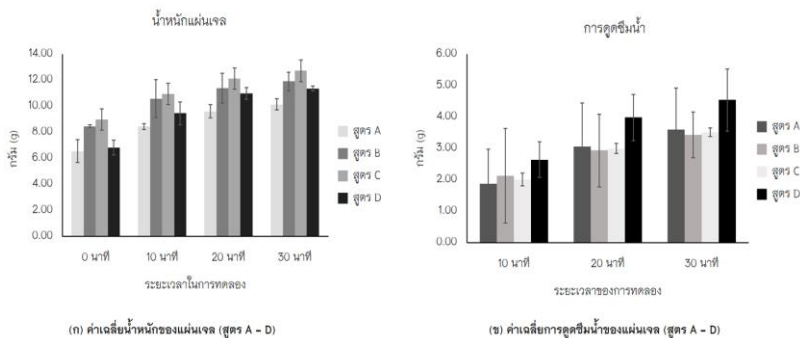 น้ำหนักแผ่นเจล
14.00
12.00
10.00
8.00
6.00
4.00
2.00
0.00
กรัม (g)
0 นาที 10 นาที 20 นาที 30 นาที
ระยะเวลาในการทดลอง
สูตร A
สูตร B
สูตร C
สูตร D
(ก) ค่าเฉลี่ยน้ำหนักของแผ่นเจล (สูตร A – D)
การดูดซึมน้ำ
6.00
5.00
4.00
3.00
2.00
1.00
0.00
กรัม (g)
10 นาที 20 นาที 30 นาที
ระยะเวลาของการทดลอง
สูตร A
สูตร B
สูตร C
สูตร D
(ข) ค่าเฉลี่ยการดูดซึมน้ำของแผ่นเจล (สูตร A – D)